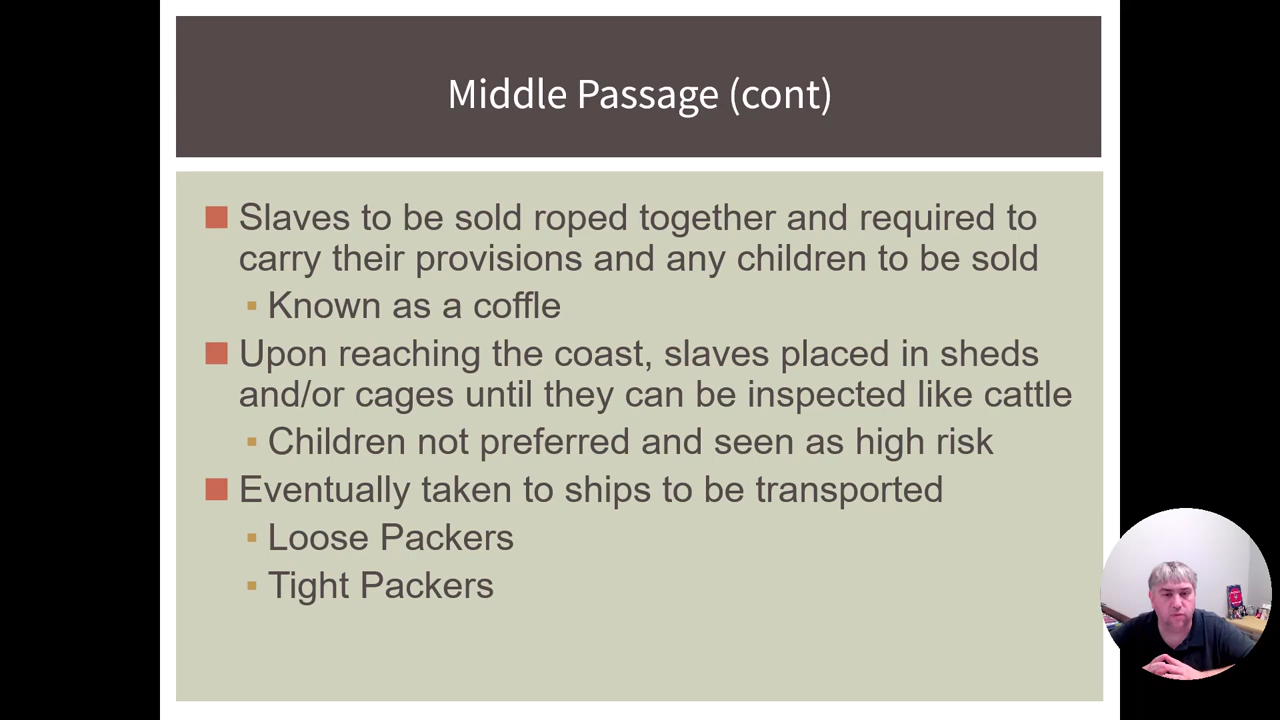 Middle Passage (cont)
Slaves to be sold roped together and required to
carry their provisions and any children to be sold
Known as a coffle
Upon reaching the coast, slaves placed in sheds
and/or cages until they can be inspected like cattle
Children not preferred and seen as high risk
Eventually taken to ships to be transported
Loose Packers
Tight Packers